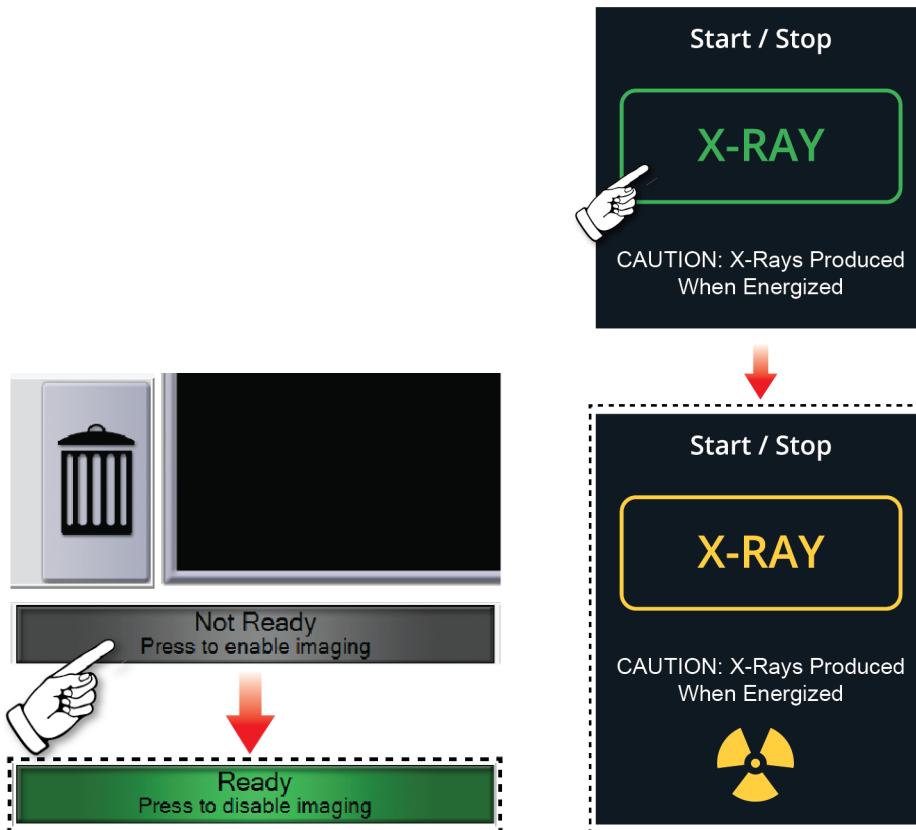 Start / Stop
X-RAY
CAUTION: X-Rays Produced
When Energized
Not Ready
Press to enable imaging
Ready
Press to disable imaging
Start / Stop
X-RAY
CAUTION: X-Rays Produced
When Energized